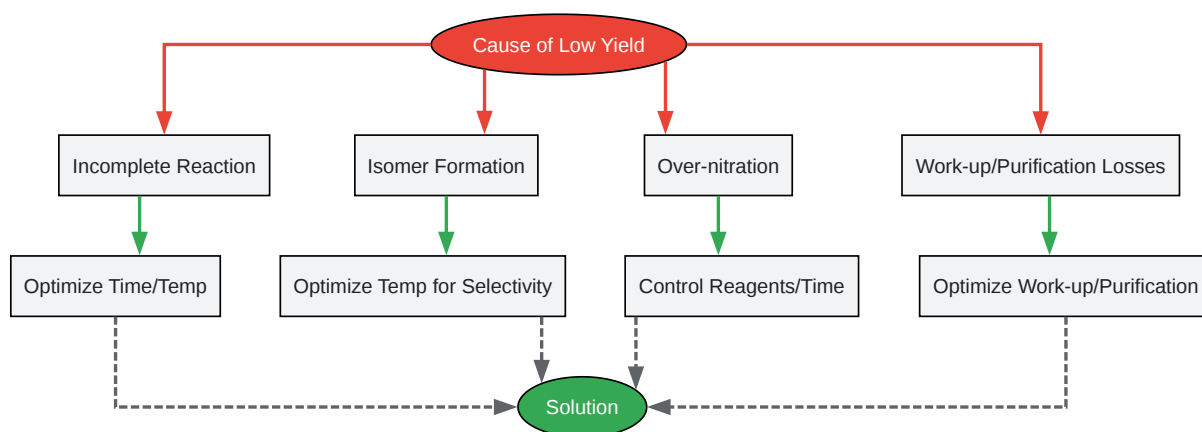 Cause of Low Yield
Incomplete Reaction
Isomer Formation
Over-nitration
Work-up/Purification Losses
Optimize Time/Temp
Optimize Temp for Selectivity
Control Reagents/Time
Optimize Work-up/Purification
Solution